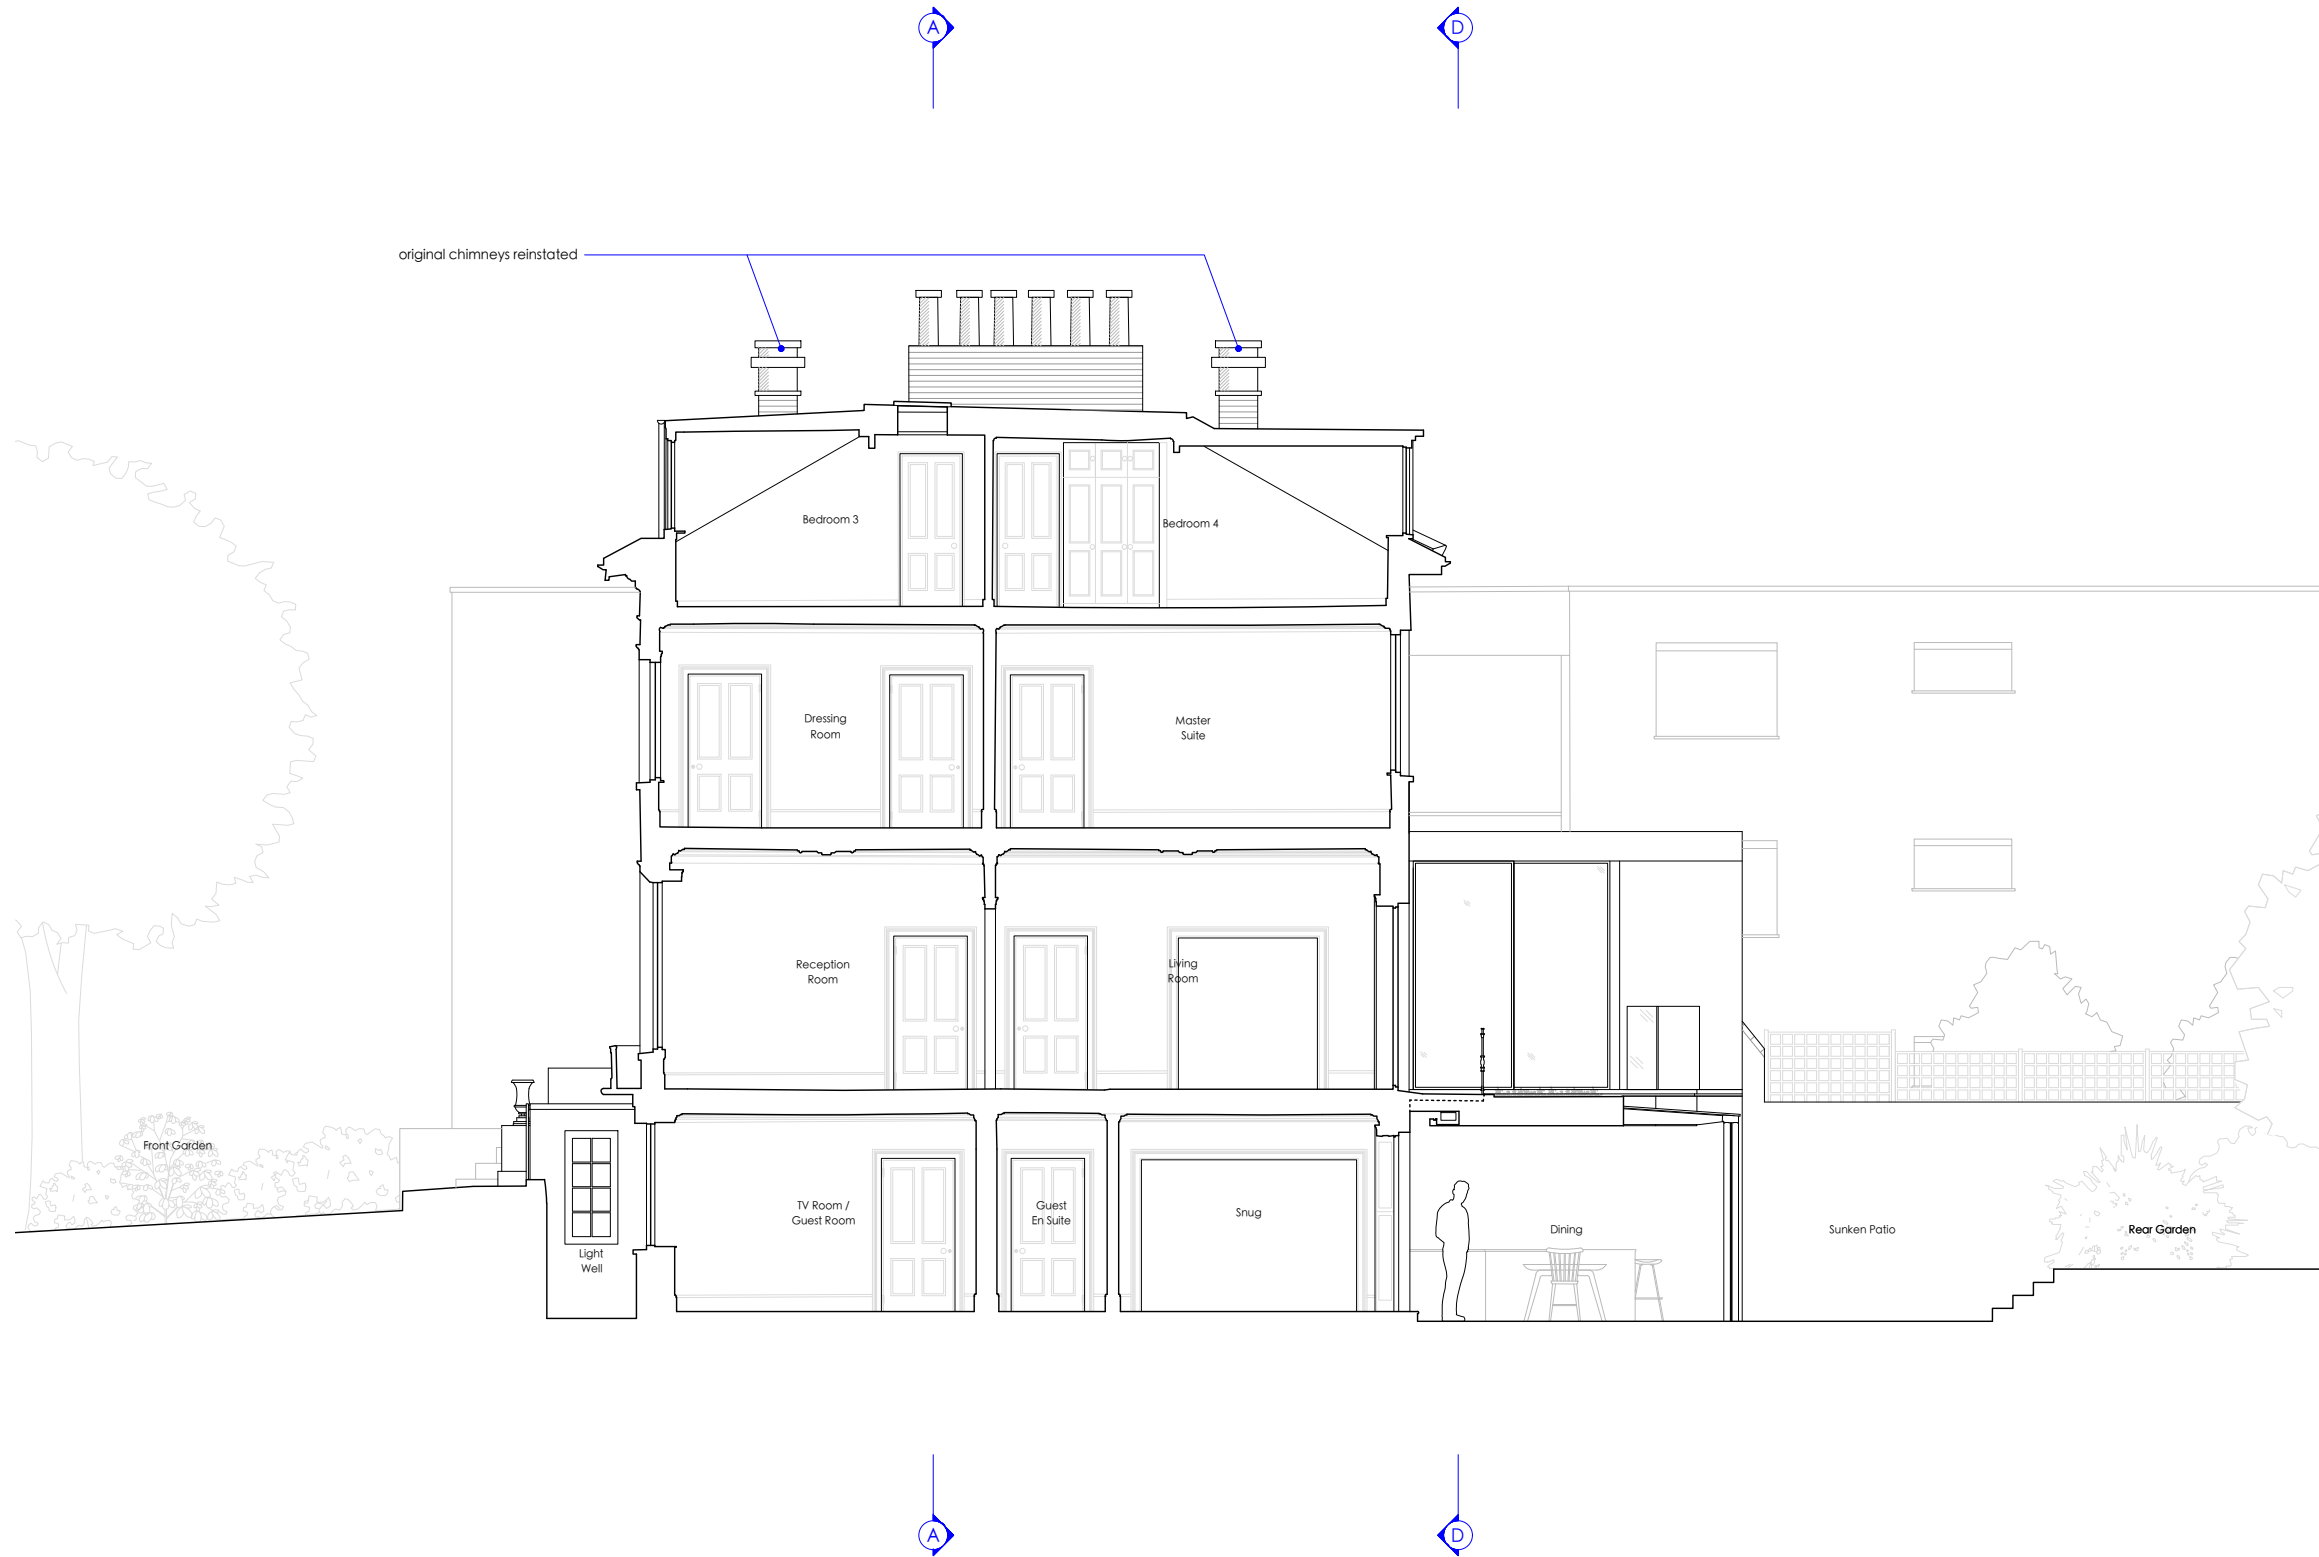 A
D
original chimneys reinstated
Bedroom 3
Bedroom 4
Dressing
Room
Master
Suite
Reception
Room
Living
Room
Front Garden
Light
Well
TV Room /
Guest Room
Guest
En Suite
Snug
Dining
Sunken Patio
Rear Garden
A
D